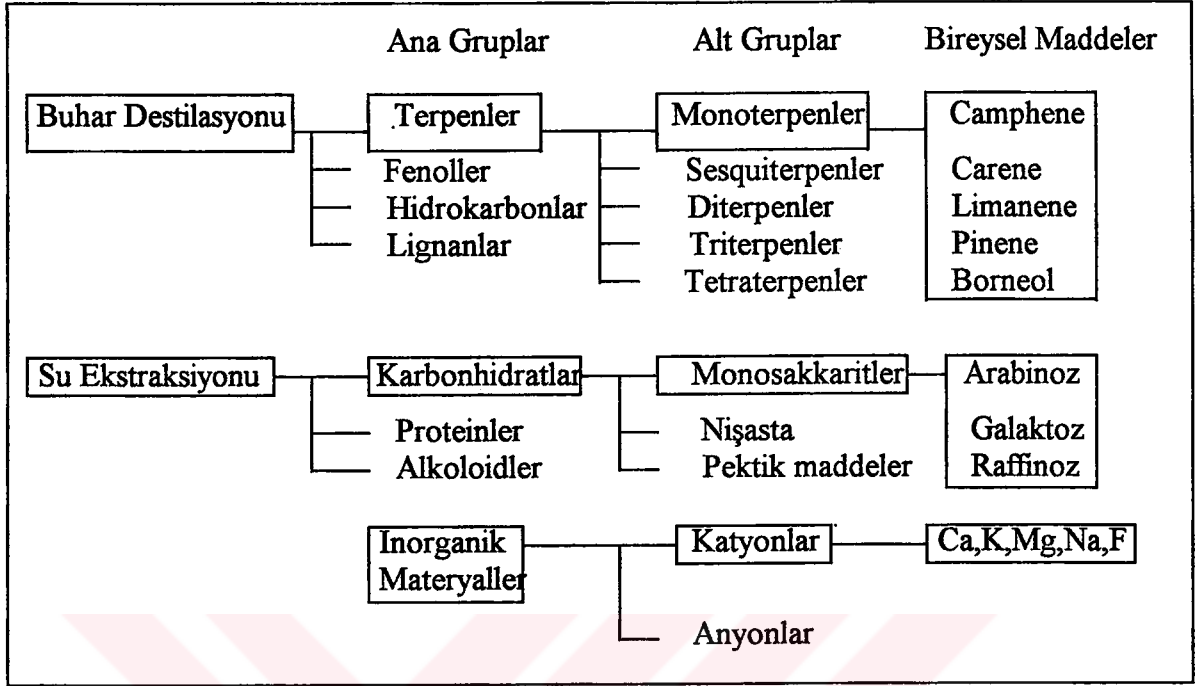 Ana Gruplar Alt Gruplar Bireysel Maddeler
Buhar Destilasyonu .Terpenler Monoterpenler Camphene
Fenoller Sesquiterpenler Carene
Hidrokarbonlar Diterpenler Limanene
Lignanlar Triterpenler Pinene
Tetraterpenler Borneol
Su Ekstraksiyonu Karbonhidratlar Monosakkaritler Arabinoz
Proteinler Nişasta Galaktoz
Alkoloidler Pektik maddeler Raffinoz
Inorganik Katyonlar Ca,K,Mg,Na,F
Materyaller
Anyonlar